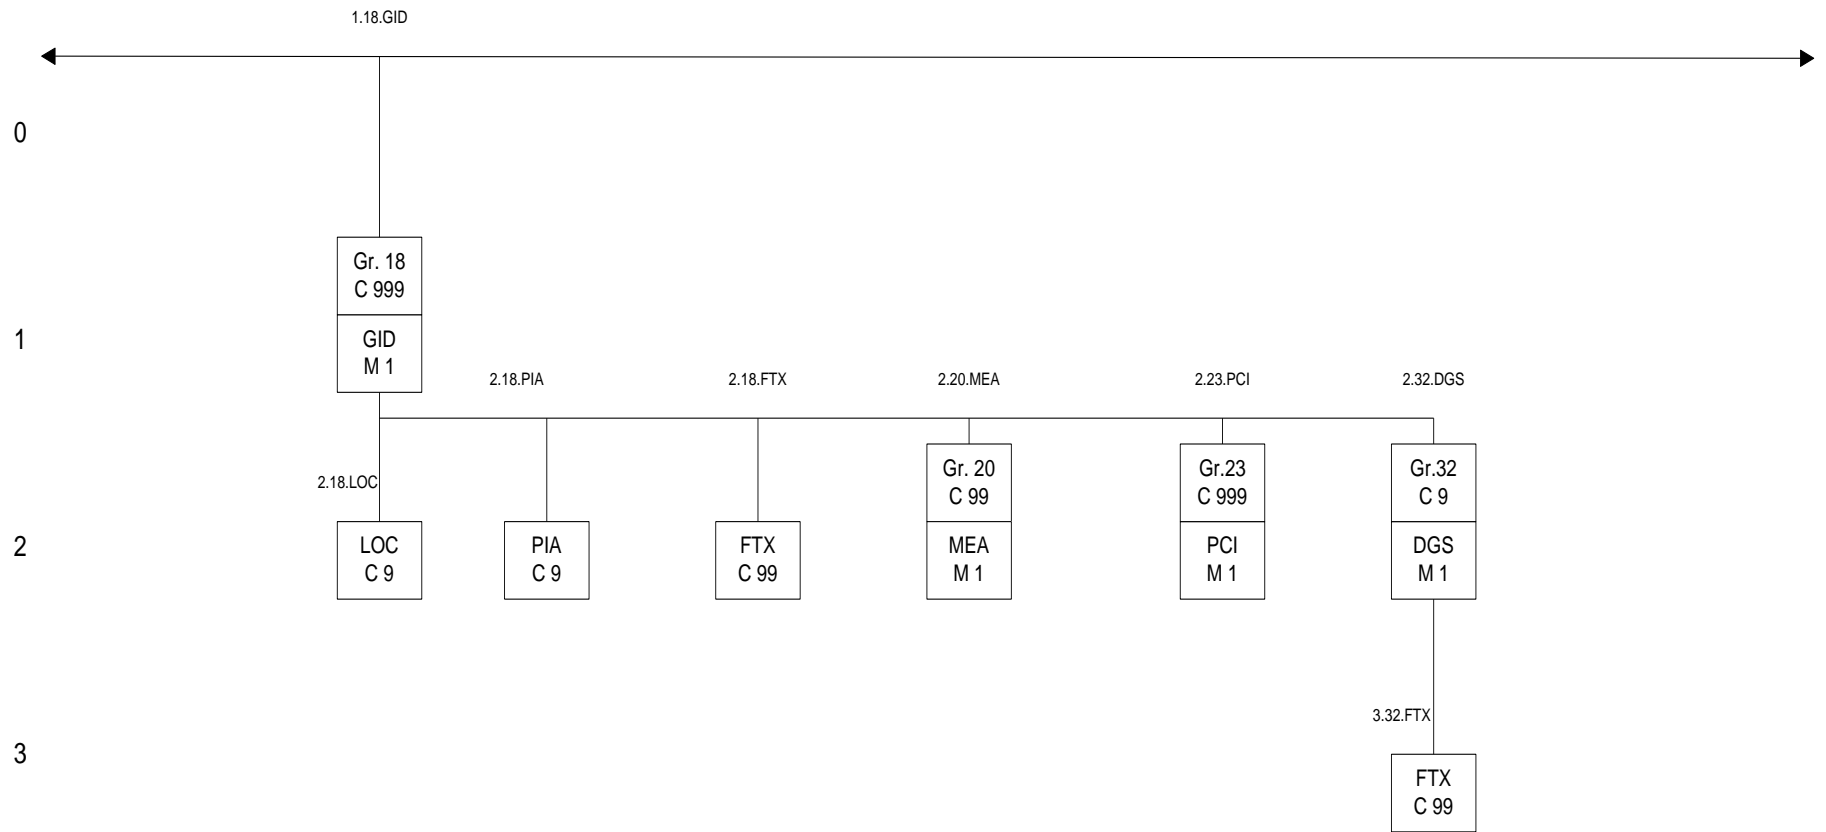 1.18.GID
0
Gr. 18
C 999
1
GID
M 1
2.18.PIA
2.18.FTX
2.20.MEA
2.23.PCI
2.32.DGS
Gr. 20
C 99
Gr.23
C 999
Gr.32
C 9
2.18.LOC
2
LOC
C 9
PIA
C 9
FTX
C 99
MEA
M 1
PCI
M 1
DGS
M 1
3.32.FTX
3
FTX
C 99